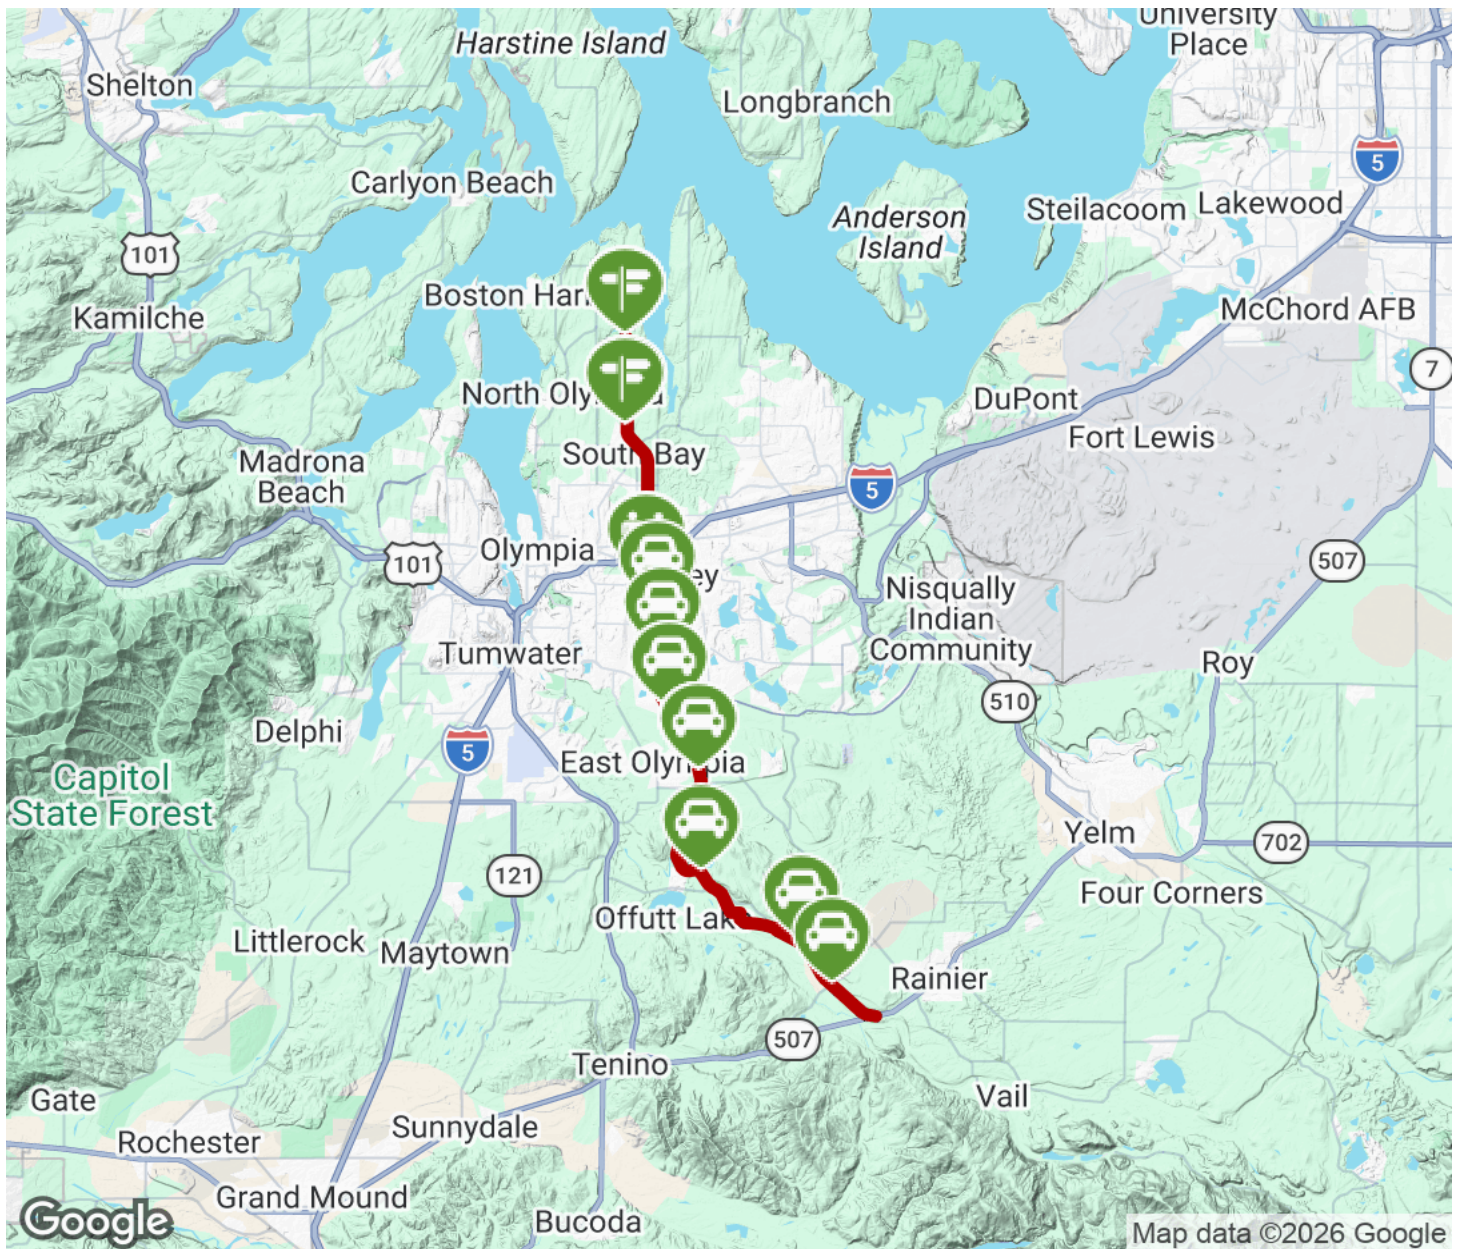 University
Place
Harstine Island
Shelton
Longbranch
5
Carlyon Beach
Anderson
Island
Steilacoom
Lakewood
101
Boston Har
McChord AFB
Kamilche
7
North Oly
DuPont
Fort Lewis
South Bay
Madrona
Beach
5
Olympia
101
507
ey
Nisqually
Indian
Community
Tumwater
Roy
510
Delphi
5
East Olympia
Capitol
State Forest
Yelm
702
121
Four Corners
Offutt Lake
Littlerock
Maytown
Rainier
507
Tenino
Gate
Vail
Sunnydale
Rochester
Grand Mound
Bucoda
Google
Map data ©2026 Google